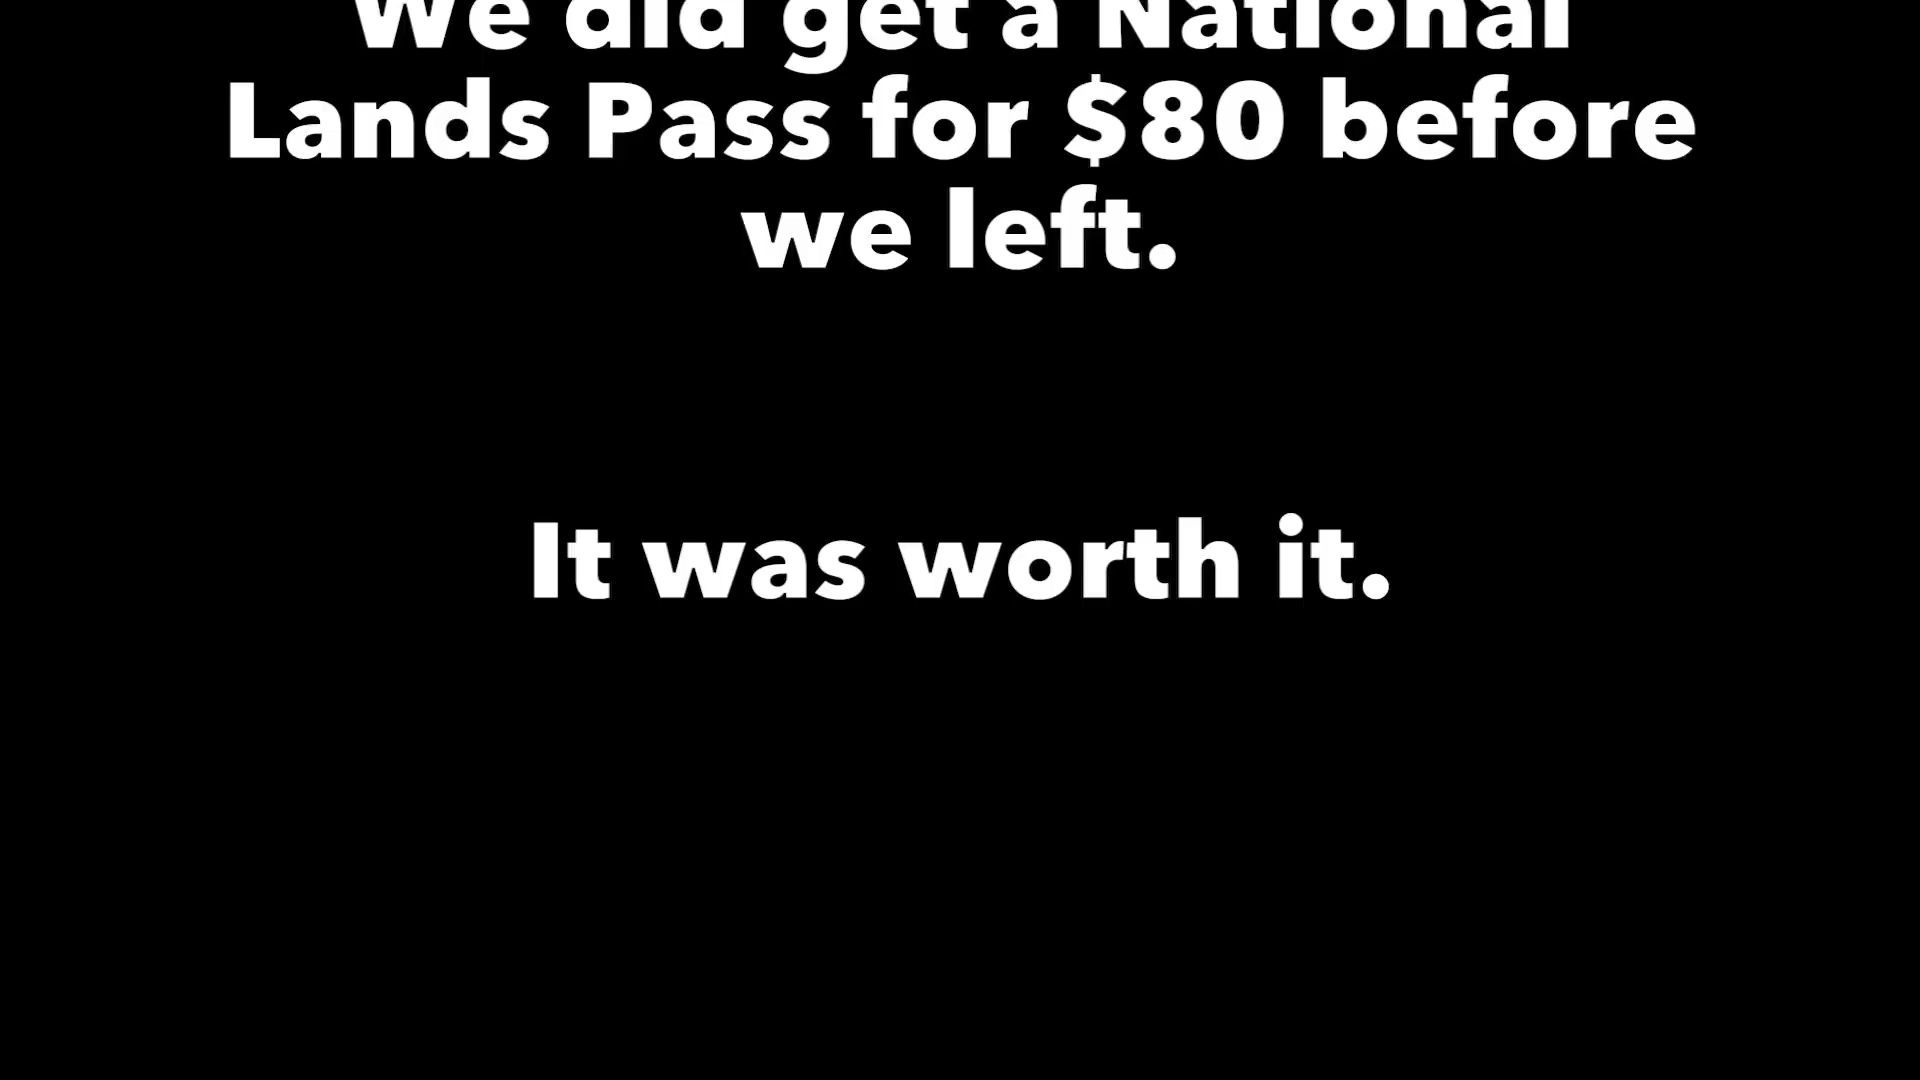 We did get a National
Lands Pass for $80 before
we left.
It was worth it.